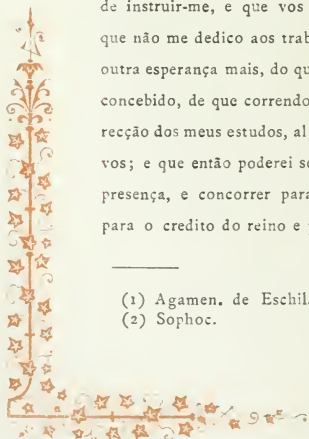 de instruir-me, e que vos
que não me dedico aos trab
outra esperança mais, do qu
concebido, de que correndo
recção dos meus estudos, al
vos; e que então poderei se
presença, e concorrer para
para o credito do reino e
(1) Agamen. de Eschil.
(2) Sophoc.
9